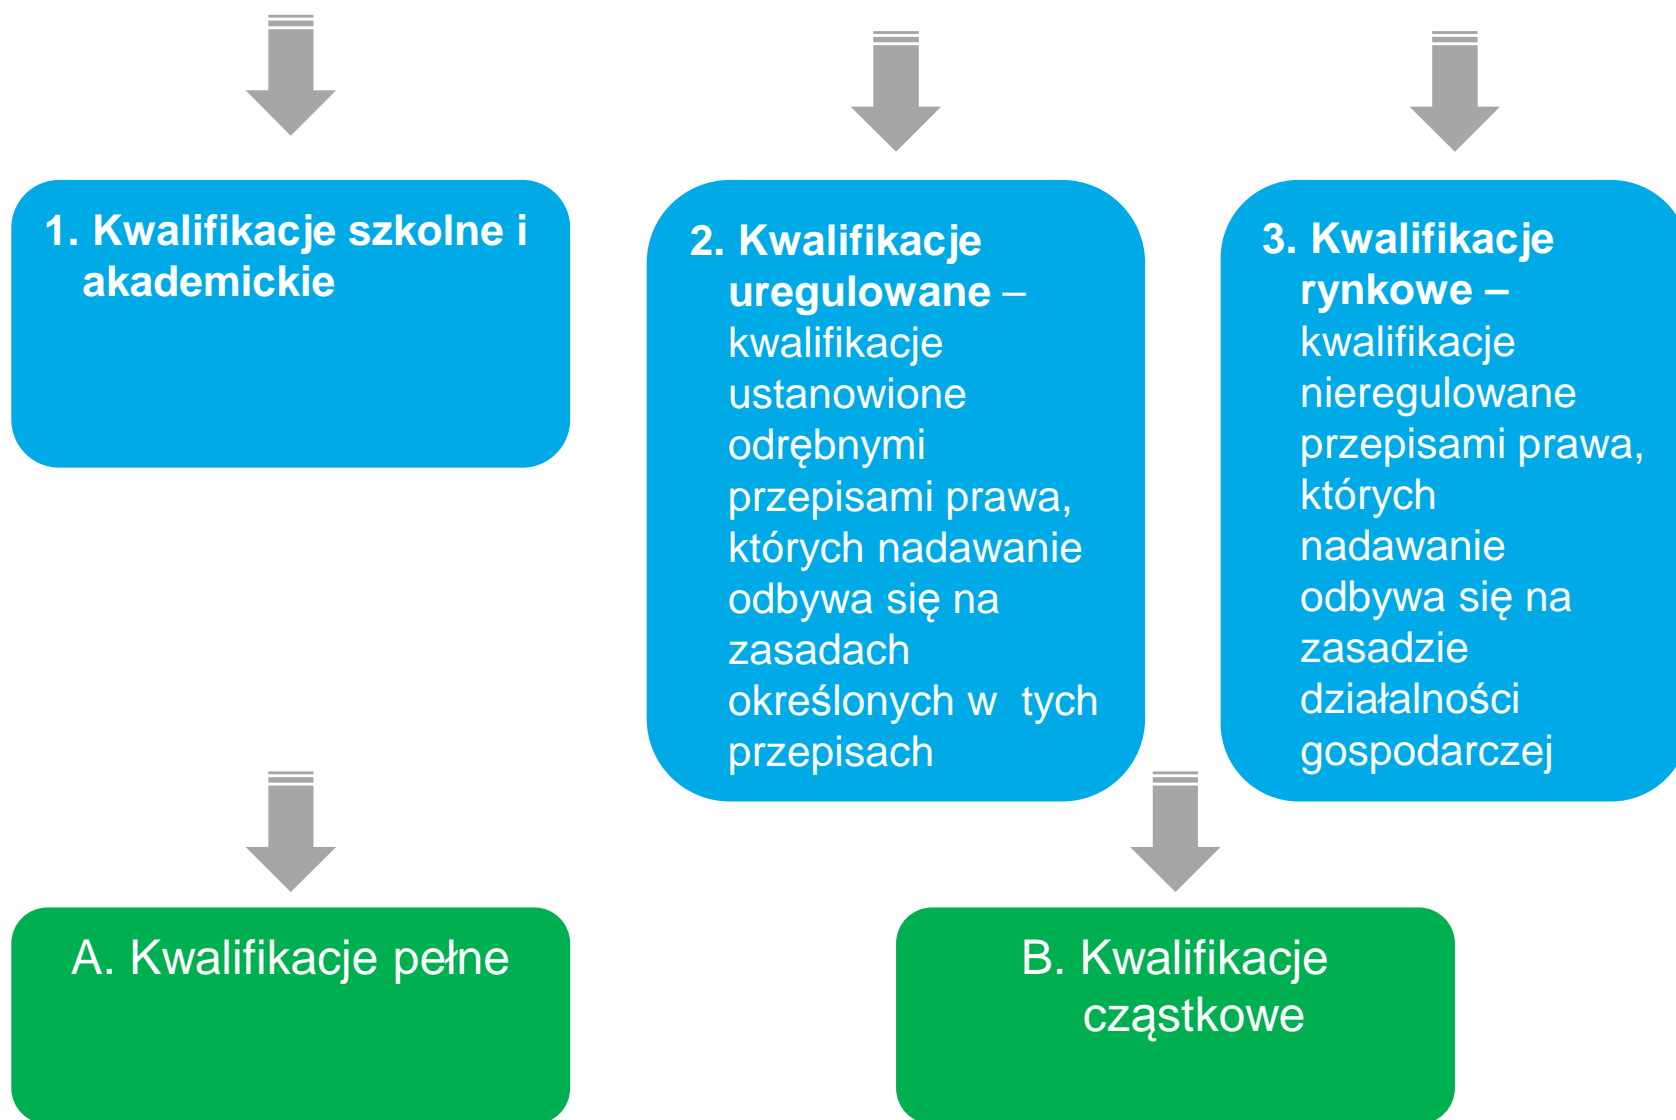 1. Kwalifikacje szkolne i
akademickie
2. Kwalifikacje
uregulowane –
kwalifikacje
ustanowione
odrębnymi
przepisami prawa,
których nadawanie
odbywa się na
zasadach
określonych w  tych
przepisach
3. Kwalifikacje
rynkowe –
kwalifikacje
nieregulowane
przepisami prawa,
których
nadawanie
odbywa się na
zasadzie
działalności
gospodarczej
A. Kwalifikacje pełne
B. Kwalifikacje
cząstkowe